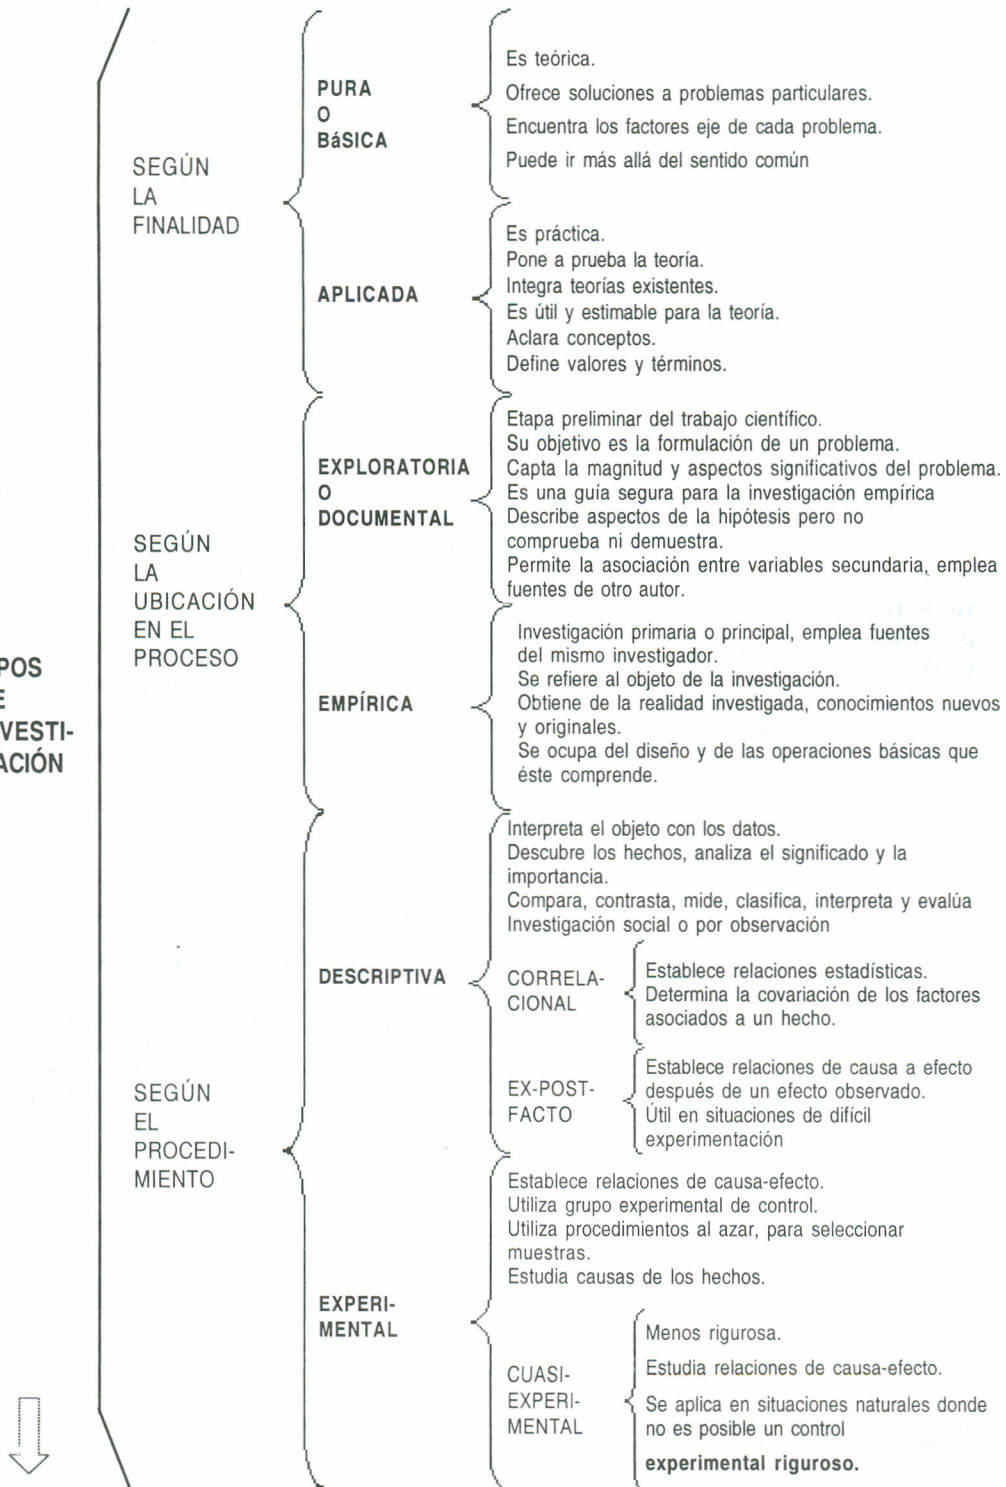 PURA
O
BáSICA
Es teórica.
Ofrece soluciones a problemas particulares.
Encuentra los factores eje de cada problema.
Puede ir más allá del sentido común
SEGÚN
LA
FINALIDAD
APLICADA
Es práctica.
Pone a prueba la teoría.
Integra teorías existentes.
Es útil y estimable para la teoría.
Aclara conceptos.
Define valores y términos.
EXPLORATORIA
O
DOCUMENTAL
Etapa preliminar del trabajo científico.
Su objetivo es la formulación de un problema.
Capta la magnitud y aspectos significativos del problema.
Es una guía segura para la investigación empírica
Describe aspectos de la hipótesis pero no
comprueba ni demuestra.
Permite la asociación entre variables secundaria, emplea
fuentes de otro autor.
SEGÚN
LA
UBICACIÓN
EN EL
PROCESO
EMPÍRICA
Investigación primaria o principal, emplea fuentes
del mismo investigador.
Se refiere al objeto de la investigación.
Obtiene de la realidad investigada, conocimientos nuevos
y originales.
Se ocupa del diseño y de las operaciones básicas que
éste comprende.
POS
E
VESTI-
ACIÓN
DESCRIPTIVA
Interpreta el objeto con los datos.
Descubre los hechos, analiza el significado y la
importancia.
Compara, contrasta, mide, clasifica, interpreta y evalúa
Investigación social o por observación
CORRELA-
CIONAL
Establece relaciones estadísticas.
Determina la covariación de los factores
asociados a un hecho.
EX-POST-
FACTO
Establece relaciones de causa a efecto
después de un efecto observado.
Útil en situaciones de difícil
experimentación
SEGÚN
EL
PROCEDI-
MIENTO
EXPERI-
MENTAL
Establece relaciones de causa-efecto.
Utiliza grupo experimental de control.
Utiliza procedimientos al azar, para seleccionar
muestras.
Estudia causas de los hechos.
CUASI-
EXPERI-
MENTAL
Menos rigurosa.
Estudia relaciones de causa-efecto.
Se aplica en situaciones naturales donde
no es posible un control
experimental riguroso.